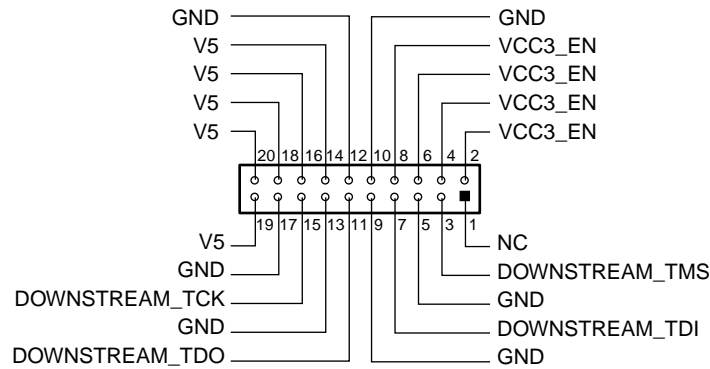 GND GND
V5 VCC3_EN
V5 VCC3_EN
V5 VCC3_EN
V5 VCC3_EN
20 18 16 14 12 10 8 6 4 2
19 17 15 13 11 9 7 5 3 1
V5 NC
GND DOWNSTREAM_TMS
DOWNSTREAM_TCK GND
GND DOWNSTREAM_TDI
DOWNSTREAM_TDO GND